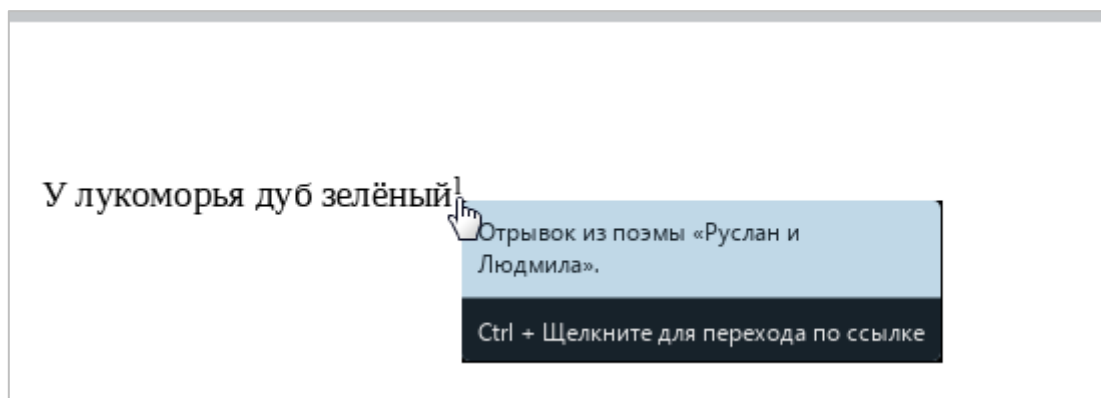 У лукоморья дуб зелёный1
Отрывок из поэмы «Руслан и
Людмила».
Ctrl + Щелкните для перехода по ссылке